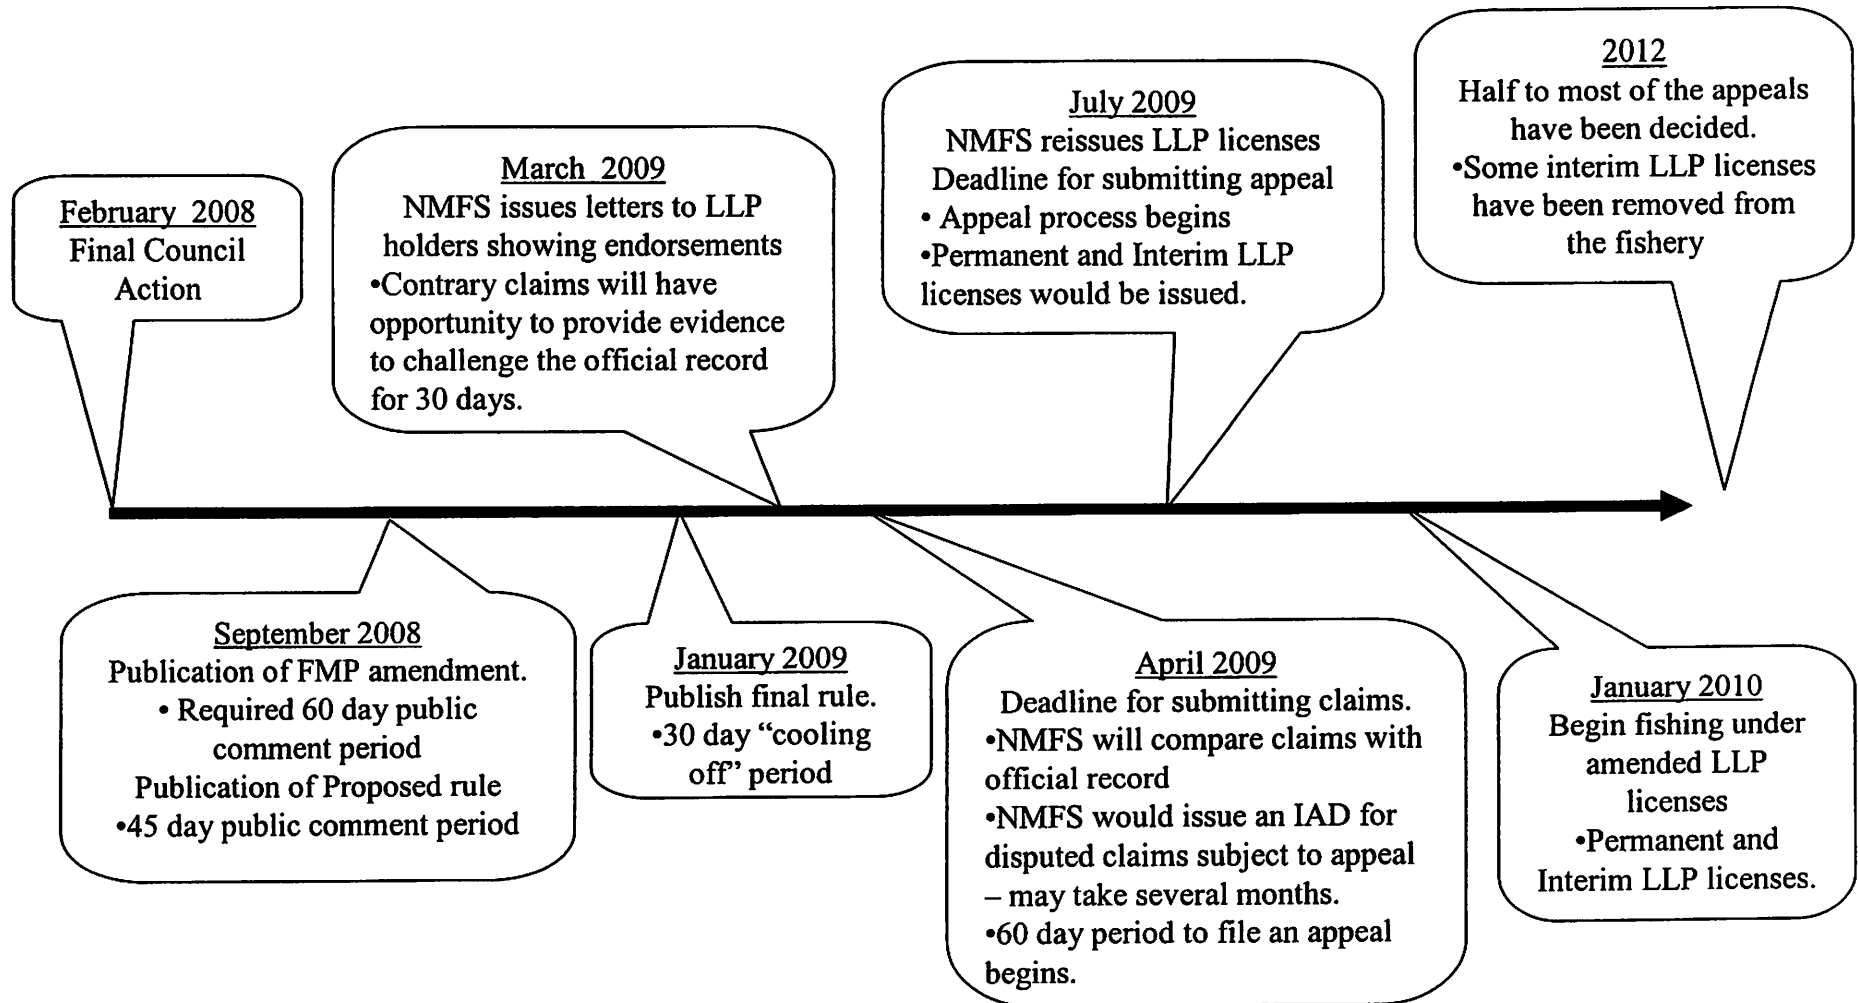 February 2008
Final Council
Action
March 2009
NMFS issues letters to LLP
holders showing endorsements
•Contrary claims will have
opportunity to provide evidence
to challenge the official record
for 30 days.
July 2009
NMFS reissues LLP licenses
Deadline for submitting appeal
• Appeal process begins
•Permanent and Interim LLP
licenses would be issued.
2012
Half to most of the appeals
have been decided.
•Some interim LLP licenses
have been removed from
the fishery
September 2008
Publication of FMP amendment.
• Required 60 day public
comment period
Publication of Proposed rule
•45 day public comment period
January 2009
Publish final rule.
•30 day “cooling
off” period
April 2009
Deadline for submitting claims.
•NMFS will compare claims with
official record
•NMFS would issue an IAD for
disputed claims subject to appeal
– may take several months.
•60 day period to file an appeal
begins.
January 2010
Begin fishing under
amended LLP
licenses
•Permanent and
Interim LLP licenses.